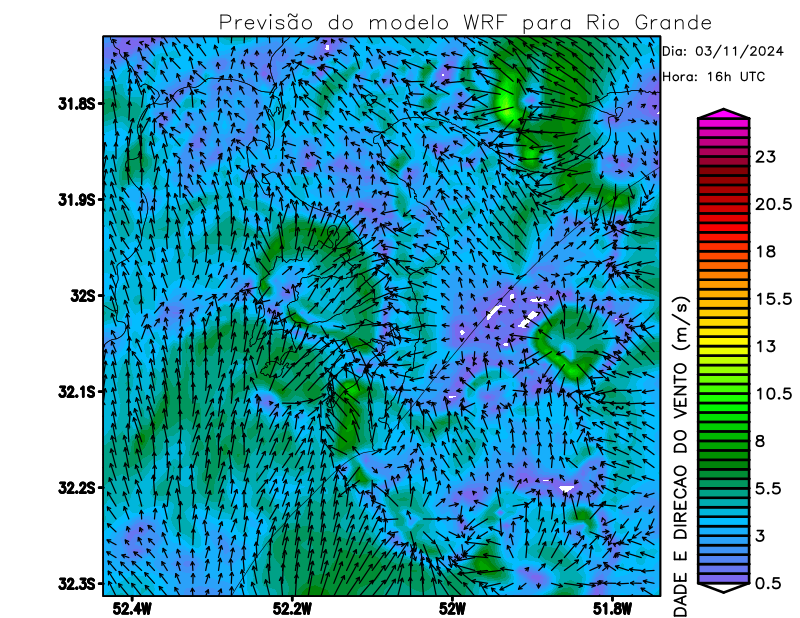 Previsão do modelo WRF para Rio Grande
Dia: 03/11/2024
Hora: 16h UTC
31.8S
31.9S
32S
32.1S
32.2S
32.3S
52.4W
52.2W
52W
51.8W
DADE E DIRECAO DO VENTO (m/s)
23
20.5
18
15.5
13
10.5
8
5.5
3
0.5